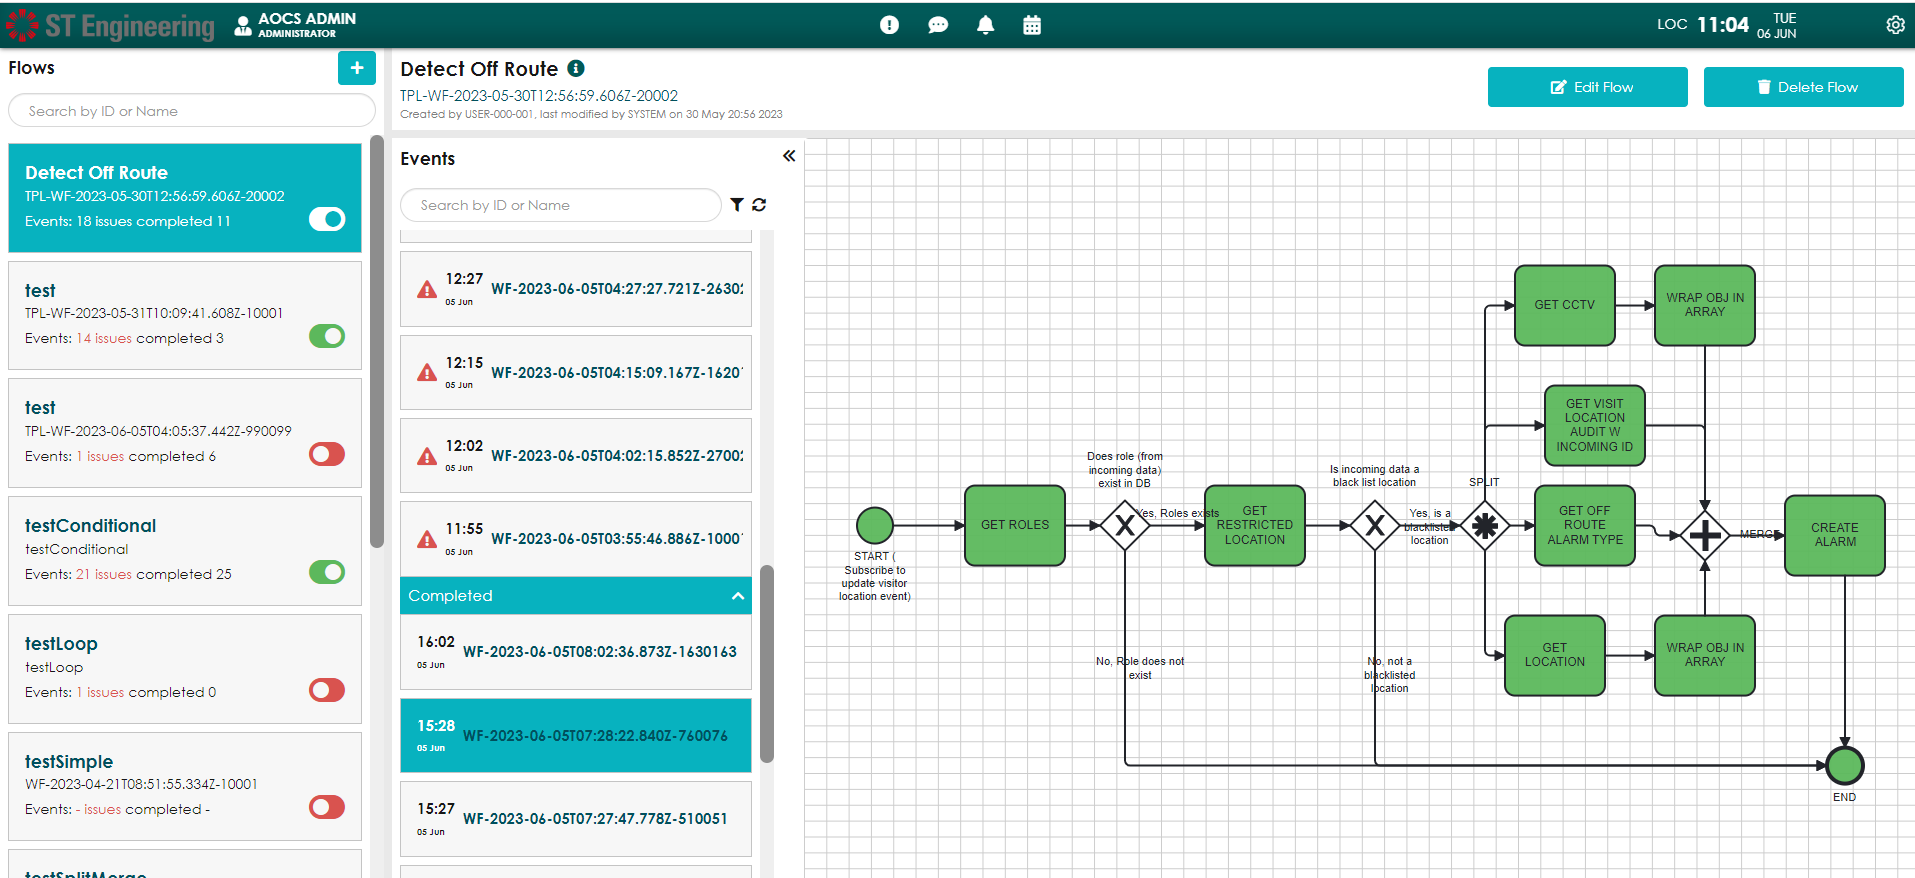 ST Engineering
AOCS ADMIN
ADMINISTRATOR
LOC 11:04 TUE
06 JUN
Flows
+
Search by ID or Name
Detect Off Route
TPL-WF-2023-05-30T12:56:59.606Z-20002
Events: 18 issues completed 11
test
TPL-WF-2023-05-31T10:09:41.608Z-10001
Events: 14 issues completed 3
test
TPL-WF-2023-06-05T04:05:37.442Z-990099
Events: 1 issues completed 6
testConditional
testConditional
Events: 21 issues completed 25
testLoop
testLoop
Events: 1 issues completed 0
testSimple
WF-2023-04-21T08:51:55.334Z-10001
Events: - issues completed -
testSplitMerge
Detect Off Route
TPL-WF-2023-05-30T12:56:59.606Z-20002
Created by USER-000-001, last modified by SYSTEM on 30 May 20:56 2023
Edit Flow
Delete Flow
Events
Search by ID or Name
12:27
05 Jun
WF-2023-06-05T04:27:27.721Z-26302
12:15
05 Jun
WF-2023-06-05T04:15:09.167Z-16201
12:02
05 Jun
WF-2023-06-05T04:02:15.852Z-27002
11:55
05 Jun
WF-2023-06-05T03:55:46.886Z-10001
Completed
16:02
05 Jun
WF-2023-06-05T08:02:36.873Z-1630163
15:28
05 Jun
WF-2023-06-05T07:28:22.840Z-760076
15:27
05 Jun
WF-2023-06-05T07:27:47.778Z-510051
START (
Subscribe to
update visitor
location event)
GET ROLES
Does role (from
incoming data)
exist in DB
Yes, Roles exists
No, Role does not
exist
GET
RESTRICTED
LOCATION
Is incoming data a
black list location
Yes, is a
blacklisted
location
No, not a
blacklisted
location
SPLIT
GET CCTV
WRAP OBJ IN
ARRAY
GET VISIT
LOCATION
AUDIT W
INCOMING ID
GET OFF
ROUTE
ALARM TYPE
GET
LOCATION
WRAP OBJ IN
ARRAY
MERGE
CREATE
ALARM
END